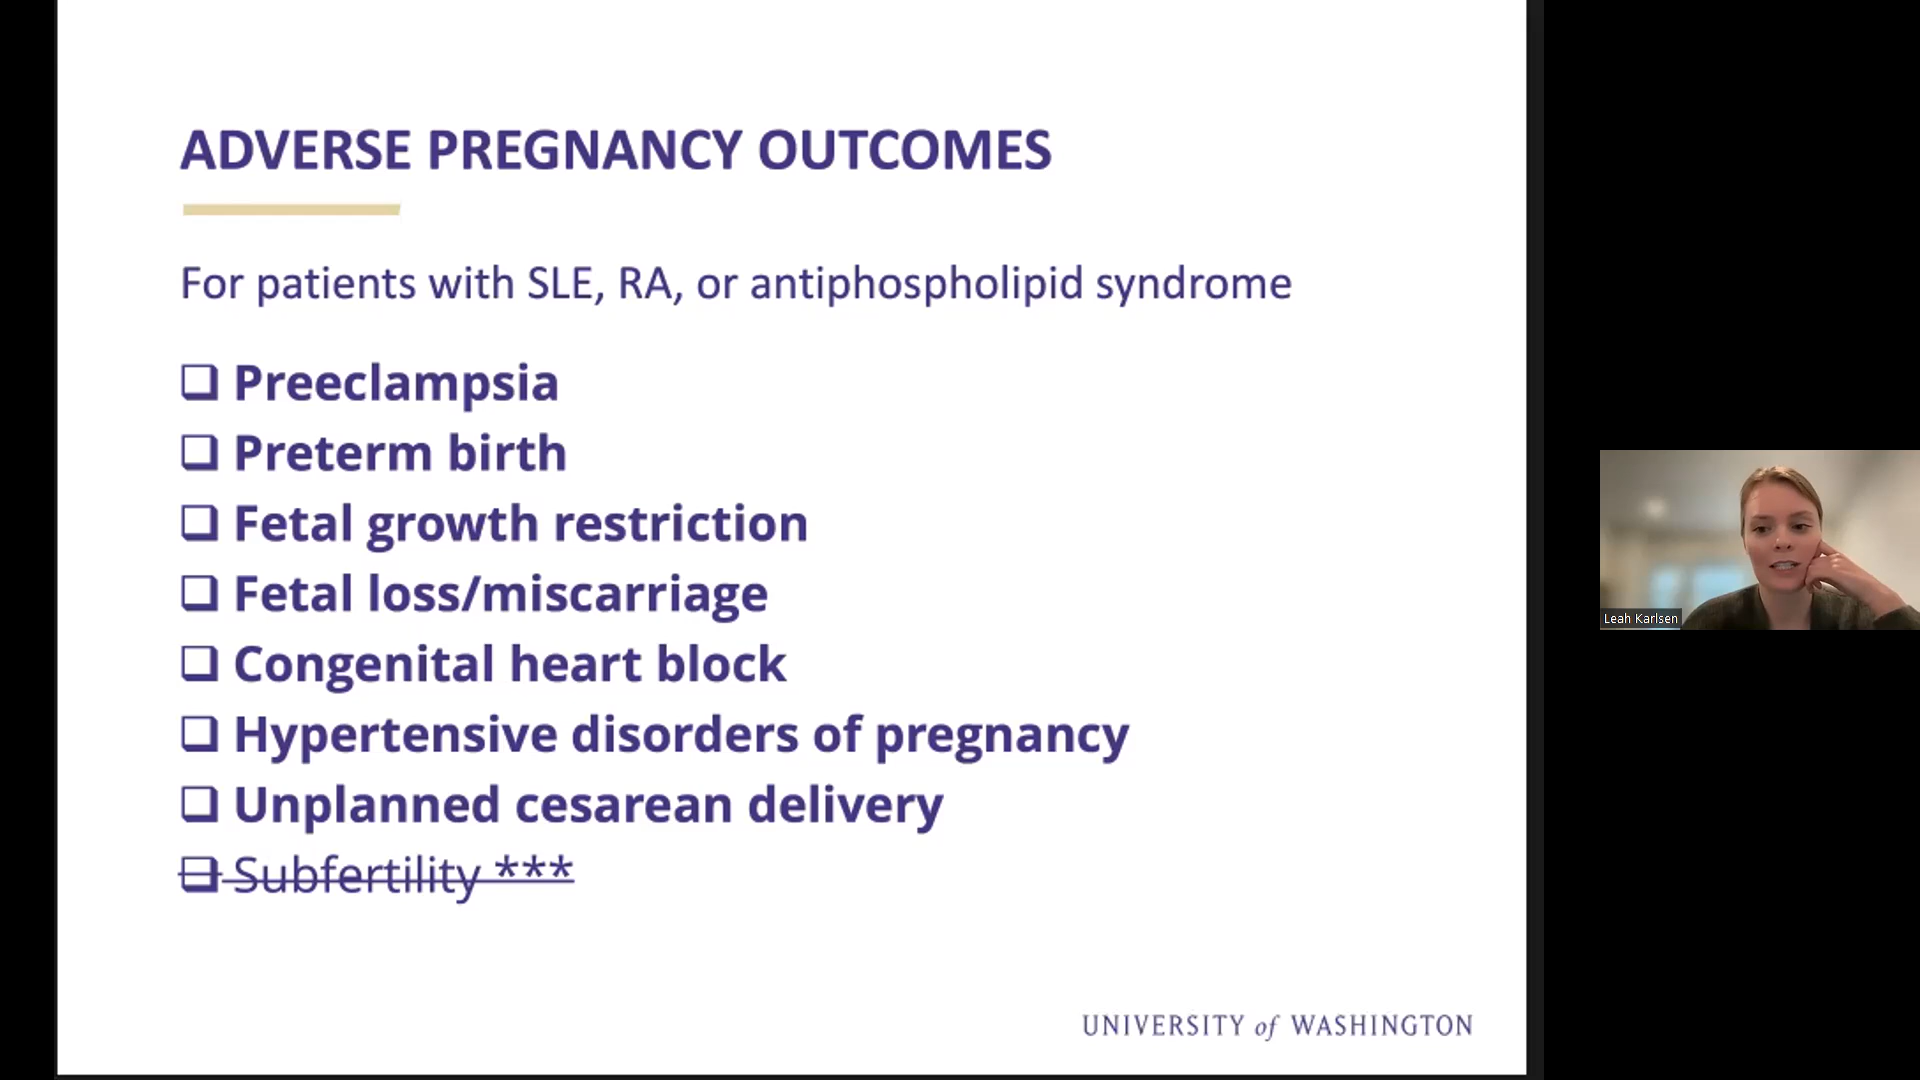 ADVERSE PREGNANCY OUTCOMES
For patients with SLE, RA, or antiphospholipid syndrome
❑ Preeclampsia
❑ Preterm birth
❑ Fetal growth restriction
❑ Fetal loss/miscarriage
❑ Congenital heart block
❑ Hypertensive disorders of pregnancy
❑ Unplanned cesarean delivery
❑ Subfertility ***
UNIVERSITY of WASHINGTON
Leah Karlsen